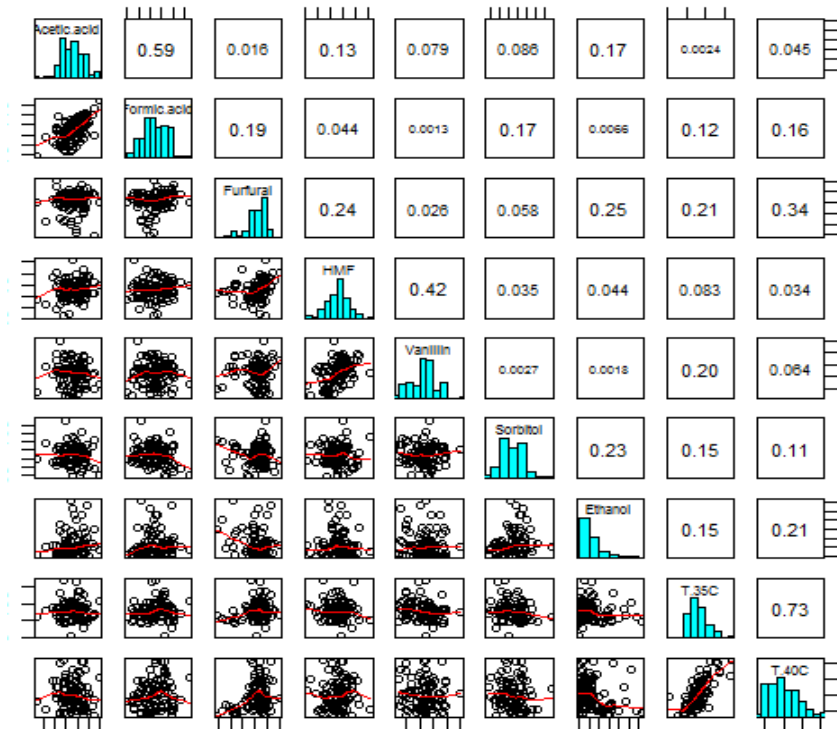 Acetic.acid 0.59 0.016 0.13 0.079 0.086 0.17 0.0024 0.045
Formic.acid 0.19 0.044 0.0013 0.17 0.0066 0.12 0.16
Furfural 0.24 0.026 0.058 0.25 0.21 0.34
HMF 0.42 0.035 0.044 0.083 0.034
Vanillin 0.0027 0.0018 0.20 0.064
Sorbitol 0.23 0.15 0.11
Ethanol 0.15 0.21
T.35C 0.73
T.40C